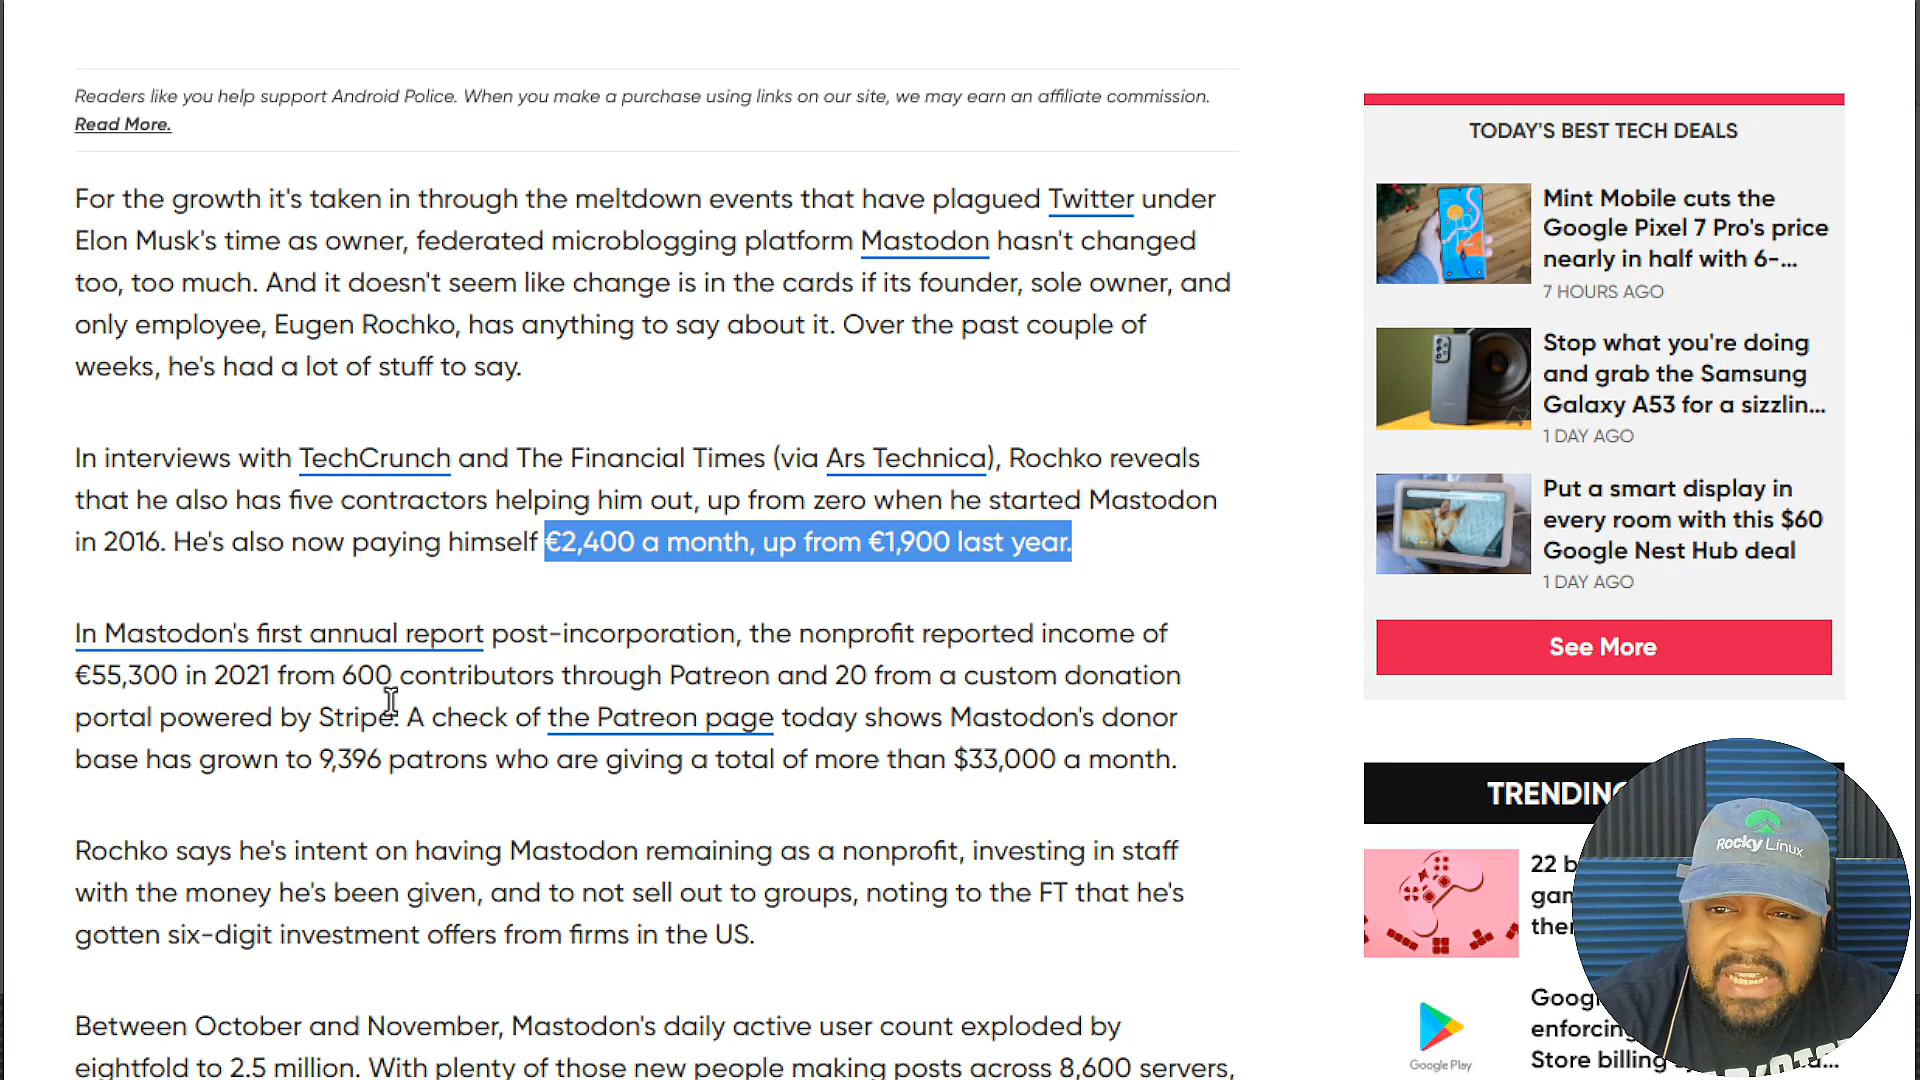 Readers like you help support Android Police. When you make a purchase using links on our site, we may earn an affiliate commission.
Read More.
For the growth it's taken in through the meltdown events that have plagued Twitter under
Elon Musk's time as owner, federated microblogging platform Mastodon hasn't changed
too, too much. And it doesn't seem like change is in the cards if its founder, sole owner, and
only employee, Eugen Rochko, has anything to say about it. Over the past couple of
weeks, he's had a lot of stuff to say.
In interviews with TechCrunch and The Financial Times (via Ars Technica), Rochko reveals
that he also has five contractors helping him out, up from zero when he started Mastodon
in 2016. He's also now paying himself €2,400 a month, up from €1,900 last year.
In Mastodon's first annual report post-incorporation, the nonprofit reported income of
€55,300 in 2021 from 600 contributors through Patreon and 20 from a custom donation
portal powered by Stripe. A check of the Patreon page today shows Mastodon's donor
base has grown to 9,396 patrons who are giving a total of more than $33,000 a month.
Rochko says he's intent on having Mastodon remaining as a nonprofit, investing in staff
with the money he's been given, and to not sell out to groups, noting to the FT that he's
gotten six-digit investment offers from firms in the US.
Between October and November, Mastodon's daily active user count exploded by
eightfold to 2.5 million. With plenty of those new people making posts across 8,600 servers,
TODAY'S BEST TECH DEALS
Mint Mobile cuts the
Google Pixel 7 Pro's price
nearly in half with 6-...
7 HOURS AGO
Stop what you're doing
and grab the Samsung
Galaxy A53 for a sizzlin...
1 DAY AGO
Put a smart display in
every room with this $60
Google Nest Hub deal
1 DAY AGO
See More
TRENDING
22 b
gam
ther
Googl
enforcing
Store billing
Google Play
Rocky Linux